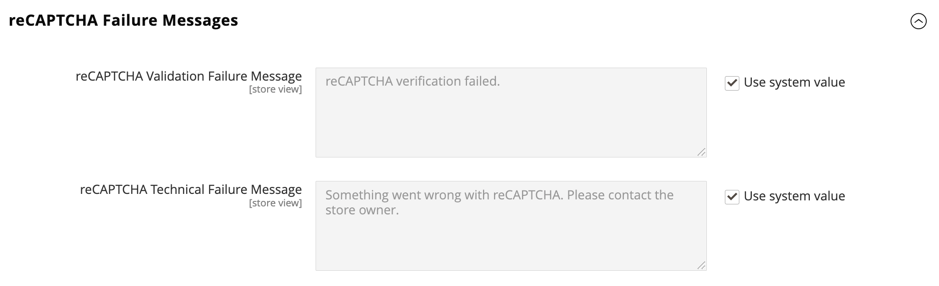 reCAPTCHA Failure Messages
reCAPTCHA Validation Failure Message
[store view]
reCAPTCHA verification failed.
Use system value
reCAPTCHA Technical Failure Message
[store view]
Something went wrong with reCAPTCHA. Please contact the
store owner.
Use system value